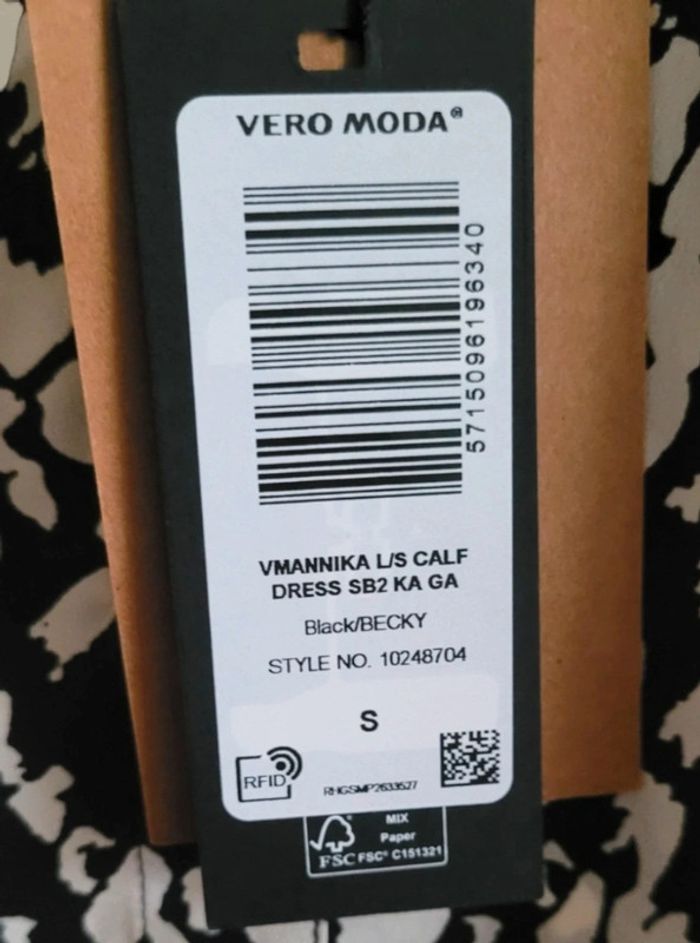 VERO MODA®
5715096196340
VMANNIKA L/S CALF
DRESS SB2 KA GA
Black/BECKY
STYLE NO. 10248704
S
RFID
RHGSMP2633527
MIX
Paper
FSC FSC® C151321